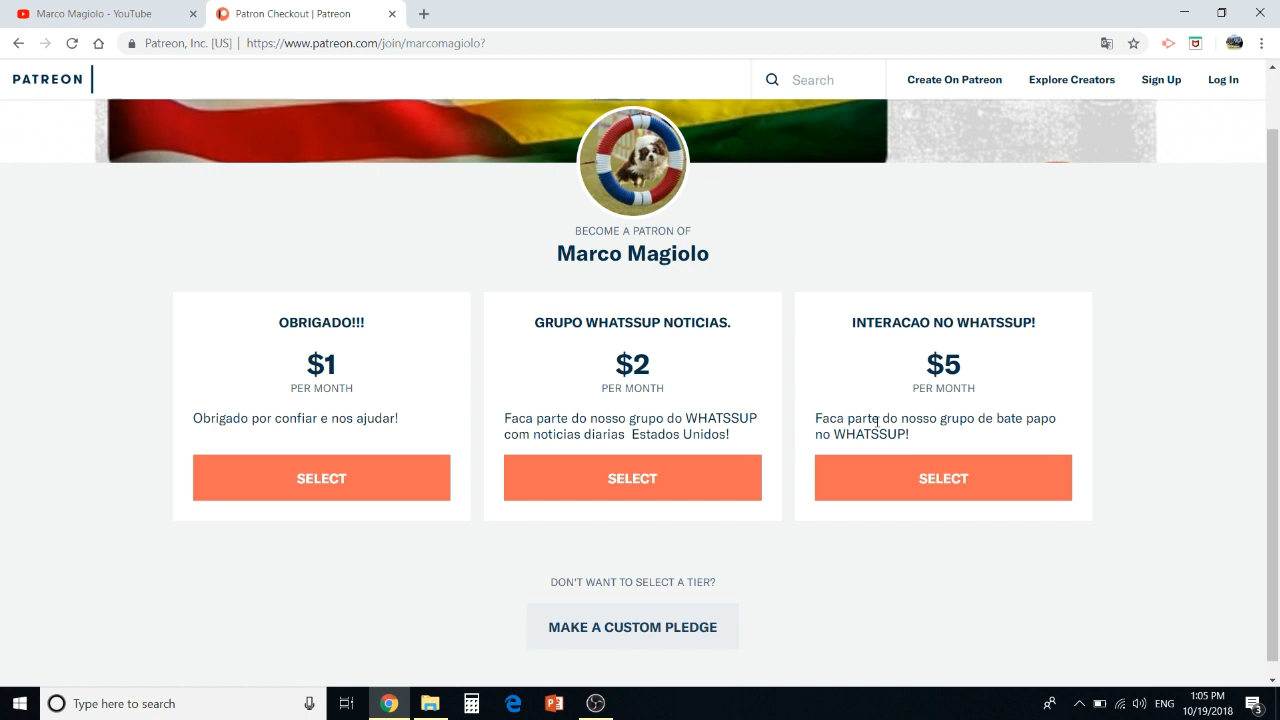 Marco Magiolo - YouTube
Patron Checkout | Patreon
Patreon, Inc. [US] | https://www.patreon.com/join/marcomagiolo?
PATREON
Search
Create On Patreon
Explore Creators
Sign Up
Log In
BECOME A PATRON OF
Marco Magiolo
OBRIGADO!!!
$1
PER MONTH
Obrigado por confiar e nos ajudar!
SELECT
GRUPO WHATSSUP NOTICIAS.
$2
PER MONTH
Faca parte do nosso grupo do WHATSSUP
com noticias diarias Estados Unidos!
SELECT
INTERACAO NO WHATSSUP!
$5
PER MONTH
Faca parte do nosso grupo de bate papo
no WHATSSUP!
SELECT
DON'T WANT TO SELECT A TIER?
MAKE A CUSTOM PLEDGE
Type here to search
ENG
1:05 PM
10/19/2018
3